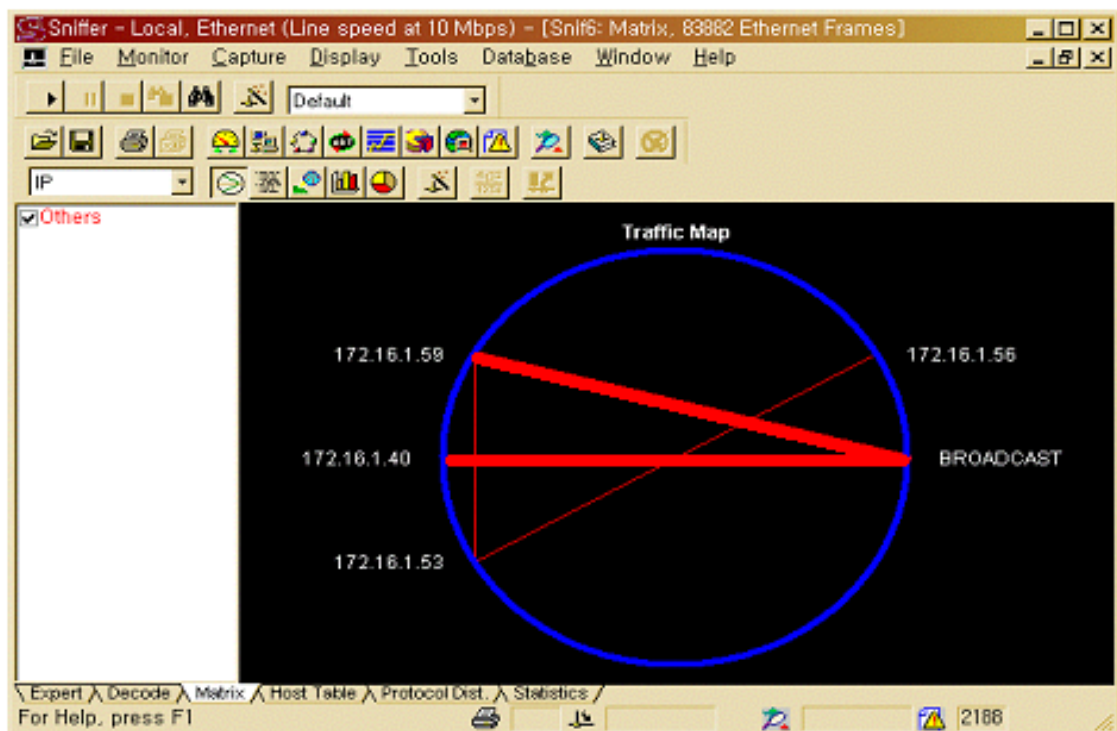 Sniffer - Local, Ethernet (Line speed at 10 Mbps) - [Snif6: Matrix, 83882 Ethernet Frames]
File Monitor Capture Display Tools Database Window Help
Default
IP
Others
Traffic Map
172.16.1.59
172.16.1.56
172.16.1.40
BROADCAST
172.16.1.53
Expert Decode Matrix Host Table Protocol Dist. Statistics
For Help, press F1
2188